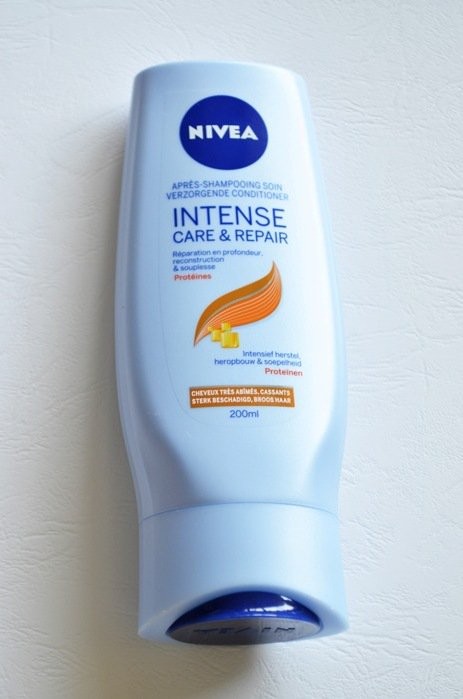 NIVEA
APRÈS-SHAMPOOING SOIN
VERZORGENDE CONDITIONER
INTENSE
CARE & REPAIR
Réparation en profondeur,
reconstruction
& souplesse
Protéines
Intensief herstel,
heropbouw & soepelheid
Proteïnen
CHEVEUX TRÈS ABÎMÉS, CASSANTS
STERK BESCHADIGD, BROOS HAAR
200ml
NIVEA